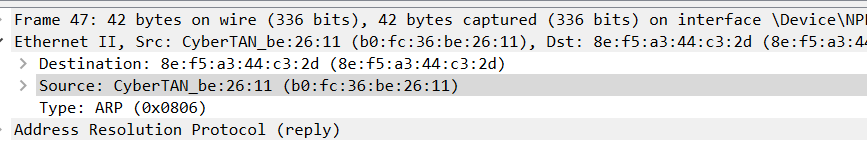 Frame 47: 42 bytes on wire (336 bits), 42 bytes captured (336 bits) on interface \Device\NP
Ethernet II, Src: CyberTAN_be:26:11 (b0:fc:36:be:26:11), Dst: 8e:f5:a3:44:c3:2d (8e:f5:a3:4
Destination: 8e:f5:a3:44:c3:2d (8e:f5:a3:44:c3:2d)
Source: CyberTAN_be:26:11 (b0:fc:36:be:26:11)
Type: ARP (0x0806)
Address Resolution Protocol (reply)